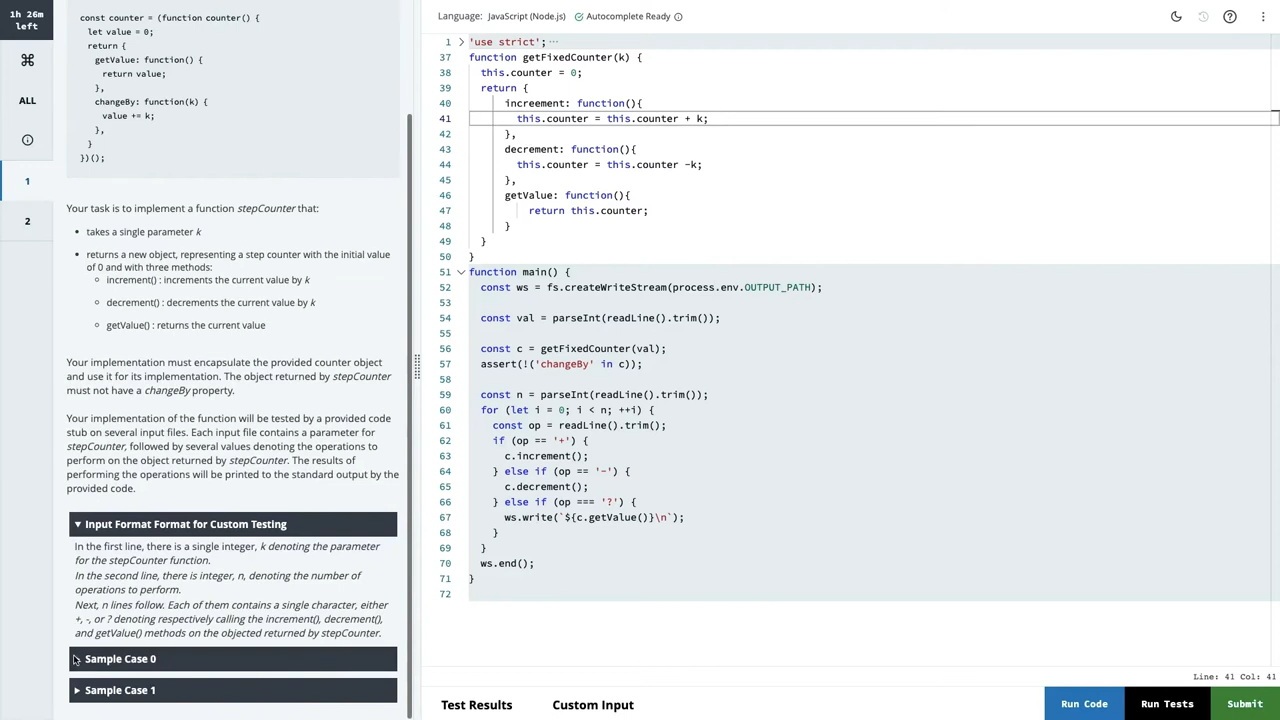 1h 26m
left
ALL
1
2
const counter = (function counter() {
let value = 0;
return {
getValue: function() {
return value;
},
changeBy: function(k) {
value += k;
},
}
})();
Your task is to implement a function stepCounter that:
takes a single parameter k
returns a new object, representing a step counter with the initial value
of 0 and with three methods:
increment() : increments the current value by k
decrement() : decrements the current value by k
getValue() : returns the current value
Your implementation must encapsulate the provided counter object
and use it for its implementation. The object returned by stepCounter
must not have a changeBy property.
Your implementation of the function will be tested by a provided code
stub on several input files. Each input file contains a parameter for
stepCounter, followed by several values denoting the operations to
perform on the object returned by stepCounter. The results of
performing the operations will be printed to the standard output by the
provided code.
▼ Input Format Format for Custom Testing
In the first line, there is a single integer, k denoting the parameter
for the stepCounter function.
In the second line, there is integer, n, denoting the number of
operations to perform.
Next, n lines follow. Each of them contains a single character, either
+, -, or ? denoting respectively calling the increment(), decrement(),
and getValue() methods on the objected returned by stepCounter.
Sample Case 0
Sample Case 1
Language: JavaScript (Node.js) Autocomplete Ready
1 'use strict'; ···
37 function getFixedCounter(k) {
38 this.counter = 0;
39 return {
40 increement: function(){
41 this.counter = this.counter + k;
42 },
43 decrement: function(){
44 this.counter = this.counter -k;
45 },
46 getValue: function(){
47 return this.counter;
48 }
49 }
50 }
51 function main() {
52 const ws = fs.createWriteStream(process.env.OUTPUT_PATH);
53
54 const val = parseInt(readLine().trim());
55
56 const c = getFixedCounter(val);
57 assert(!('changeBy' in c));
58
59 const n = parseInt(readLine().trim());
60 for (let i = 0; i < n; ++i) {
61 const op = readLine().trim();
62 if (op == '+') {
63 c.increment();
64 } else if (op == '-') {
65 c.decrement();
66 } else if (op === '?') {
67 ws.write(`${c.getValue()}\n`);
68 }
69 }
70 ws.end();
71 }
72
Line: 41 Col: 41
Test Results
Custom Input
Run Code
Run Tests
Submit